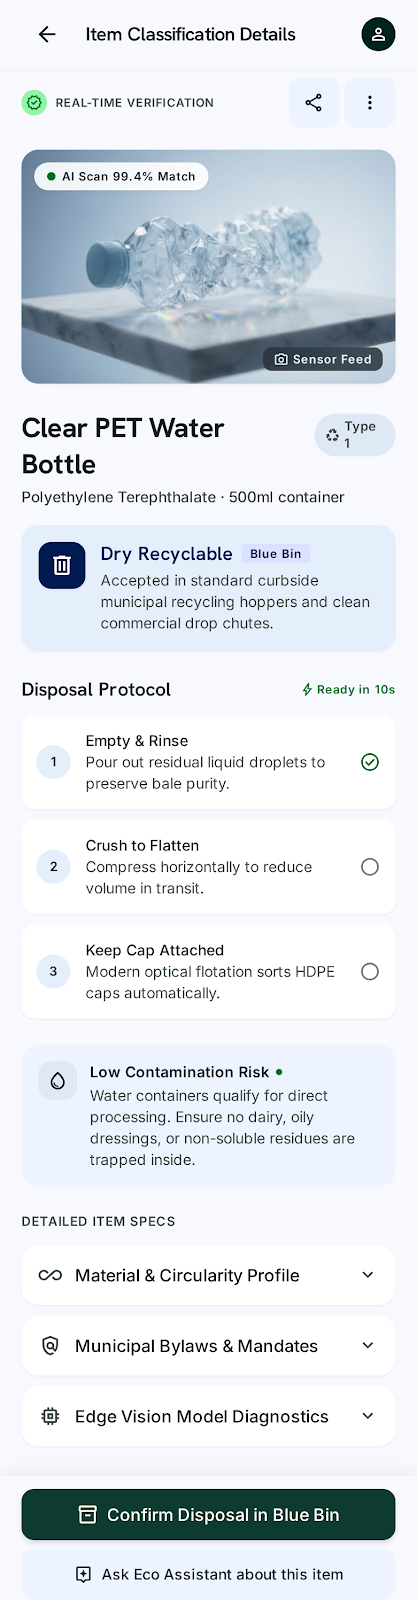 Item Classification Details
REAL-TIME VERIFICATION
AI Scan 99.4% Match
Sensor Feed
Clear PET Water
Bottle
Type
1
Polyethylene Terephthalate · 500ml container
Dry Recyclable
Blue Bin
Accepted in standard curbside
municipal recycling hoppers and clean
commercial drop chutes.
Disposal Protocol
Ready in 10s
1
Empty & Rinse
Pour out residual liquid droplets to
preserve bale purity.
2
Crush to Flatten
Compress horizontally to reduce
volume in transit.
3
Keep Cap Attached
Modern optical flotation sorts HDPE
caps automatically.
Low Contamination Risk
Water containers qualify for direct
processing. Ensure no dairy, oily
dressings, or non-soluble residues are
trapped inside.
DETAILED ITEM SPECS
Material & Circularity Profile
Municipal Bylaws & Mandates
Edge Vision Model Diagnostics
Confirm Disposal in Blue Bin
Ask Eco Assistant about this item